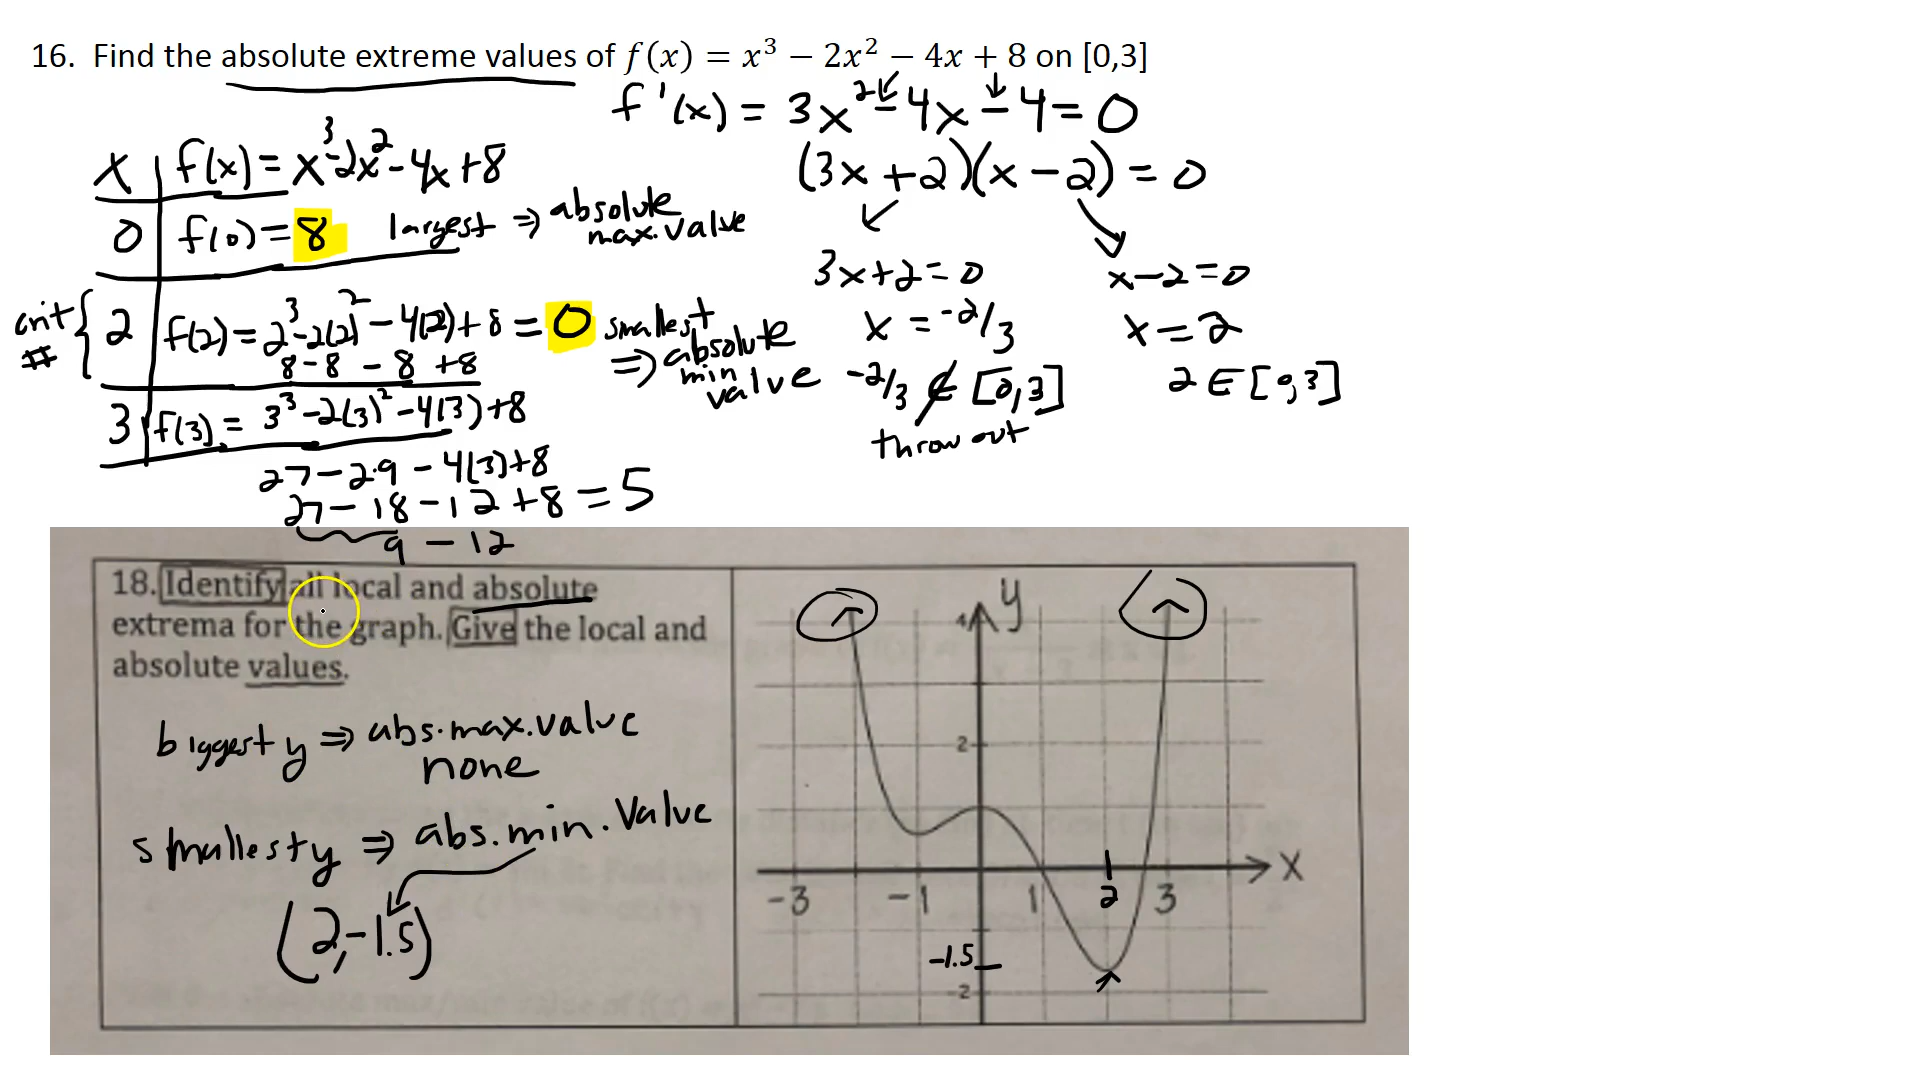 16. Find the absolute extreme values of f(x) = x³ − 2x² − 4x + 8 on [0,3]
f'(x) = 3x² − 4x − 4 = 0
(3x + 2)(x − 2) = 0
3x+2 = 0
x−2 = 0
x = −2/3
x = 2
−2/3 ∉ [0,3]
2 ∈ [0,3]
throw out
x f(x) = x³−2x²−4x+8
0 f(0) = 8 largest ⇒ absolute
max. value
crit
#
2 f(2) = 2³−2(2)²−4(2)+8 = 0 smallest
8−8 − 8 +8
⇒ absolute
min
value
3 f(3) = 3³−2(3)²−4(3)+8
27−2·9 − 4(3)+8
27 − 18 − 12 + 8 = 5
9 − 12
18. Identify all local and absolute
extrema for the graph. Give the local and
absolute values.
biggest y ⇒ abs. max. value
none
smallest y ⇒ abs. min. value
(2, −1.5)
y
4
2
x
−3 −1 1 2 3
−1.5
−2